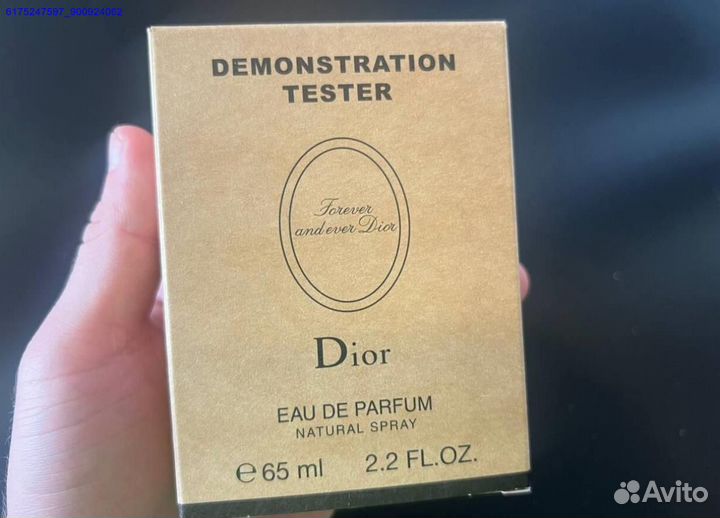 6175247597_900924062
DEMONSTRATION
TESTER
Forever
and ever Dior
Dior
EAU DE PARFUM
NATURAL SPRAY
e 65 ml 2.2 FL.OZ.
Avito